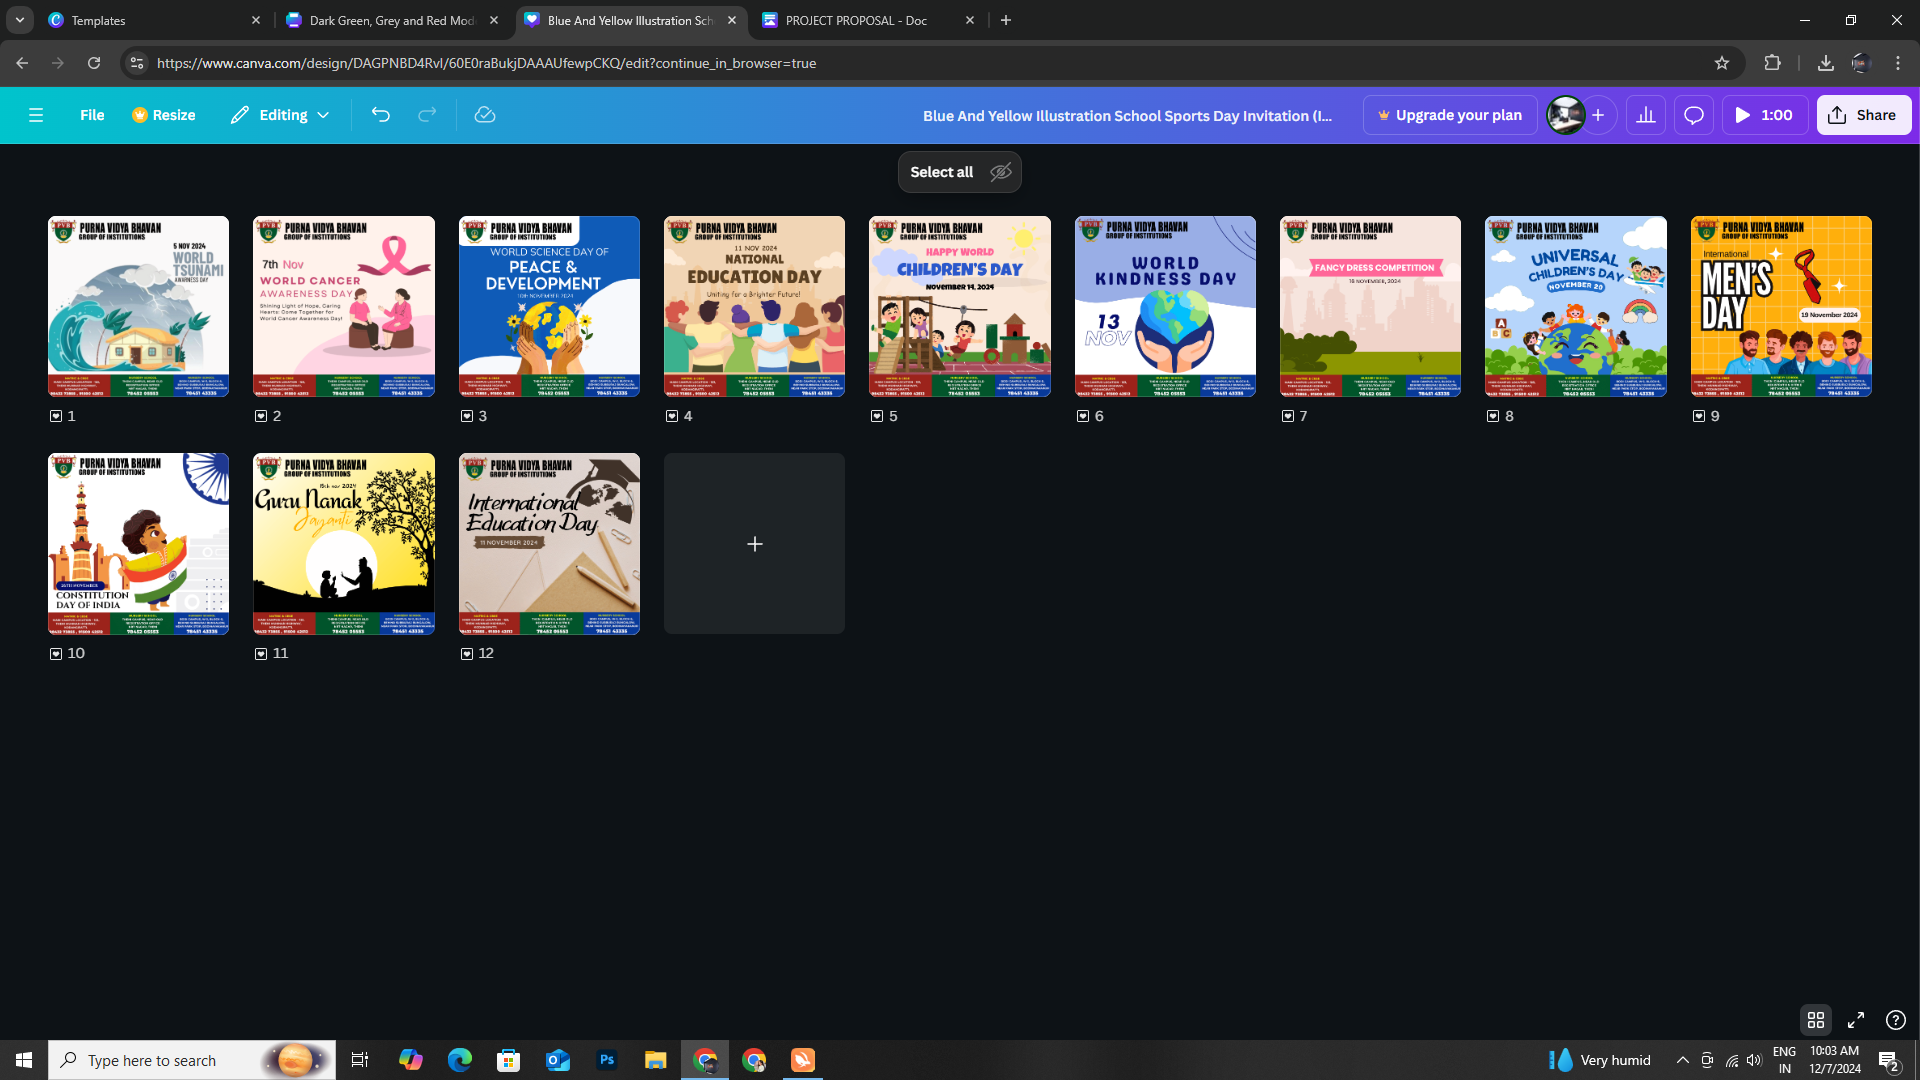 Templates
Dark Green, Grey and Red Mod
Blue And Yellow Illustration Sch
PROJECT PROPOSAL - Doc
https://www.canva.com/design/DAGPNBD4RvI/60E0raBukjDAAAUfewpCKQ/edit?continue_in_browser=true
File
Resize
Editing
Blue And Yellow Illustration School Sports Day Invitation (I...
Upgrade your plan
1:00
Share
Select all
PURNA VIDYA BHAVAN
GROUP OF INSTITUTIONS
5 NOV 2024
WORLD
TSUNAMI
AWARENESS DAY
1
PURNA VIDYA BHAVAN
GROUP OF INSTITUTIONS
7th Nov
WORLD CANCER
AWARENESS DAY
Shining Light of Hope, Caring
Hearts: Come Together for
World Cancer Awareness Day!
2
PURNA VIDYA BHAVAN
GROUP OF INSTITUTIONS
WORLD SCIENCE DAY OF
PEACE &
DEVELOPMENT
10TH NOVEMBER 2024
3
PURNA VIDYA BHAVAN
GROUP OF INSTITUTIONS
11 NOV 2024
NATIONAL
EDUCATION DAY
Uniting for a Brighter Future!
4
PURNA VIDYA BHAVAN
GROUP OF INSTITUTIONS
HAPPY WORLD
CHILDREN'S DAY
NOVEMBER 14, 2024
5
PURNA VIDYA BHAVAN
GROUP OF INSTITUTIONS
WORLD
KINDNESS DAY
13
NOV
6
PURNA VIDYA BHAVAN
GROUP OF INSTITUTIONS
FANCY DRESS COMPETITION
18 NOVEMBER, 2024
7
PURNA VIDYA BHAVAN
GROUP OF INSTITUTIONS
UNIVERSAL
CHILDREN'S DAY
NOVEMBER 20
A
B C
8
PURNA VIDYA BHAVAN
GROUP OF INSTITUTIONS
International
MEN'S
DAY
19 November 2024
9
PVB
PURNA VIDYA BHAVAN
GROUP OF INSTITUTIONS
26TH NOVEMBER
CONSTITUTION
DAY OF INDIA
10
PVB
PURNA VIDYA BHAVAN
GROUP OF INSTITUTIONS
15th nov 2024
Guru Nanak
Jayanti
11
PVB
PURNA VIDYA BHAVAN
GROUP OF INSTITUTIONS
International
Education Day
11 NOVEMBER 2024
12
Type here to search
Ps
Very humid
ENG
IN
10:03 AM
12/7/2024
2